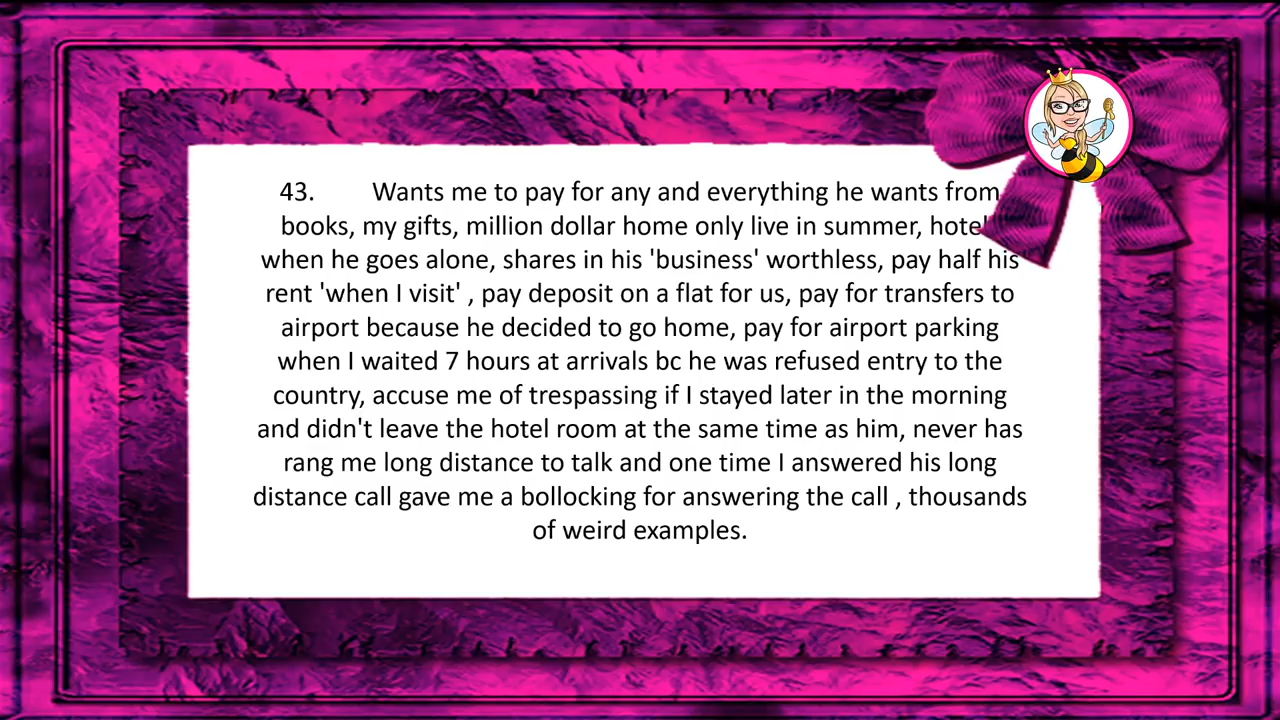 43. Wants me to pay for any and everything he wants from
books, my gifts, million dollar home only live in summer, hotel
when he goes alone, shares in his 'business' worthless, pay half his
rent 'when I visit' , pay deposit on a flat for us, pay for transfers to
airport because he decided to go home, pay for airport parking
when I waited 7 hours at arrivals bc he was refused entry to the
country, accuse me of trespassing if I stayed later in the morning
and didn't leave the hotel room at the same time as him, never has
rang me long distance to talk and one time I answered his long
distance call gave me a bollocking for answering the call , thousands
of weird examples.